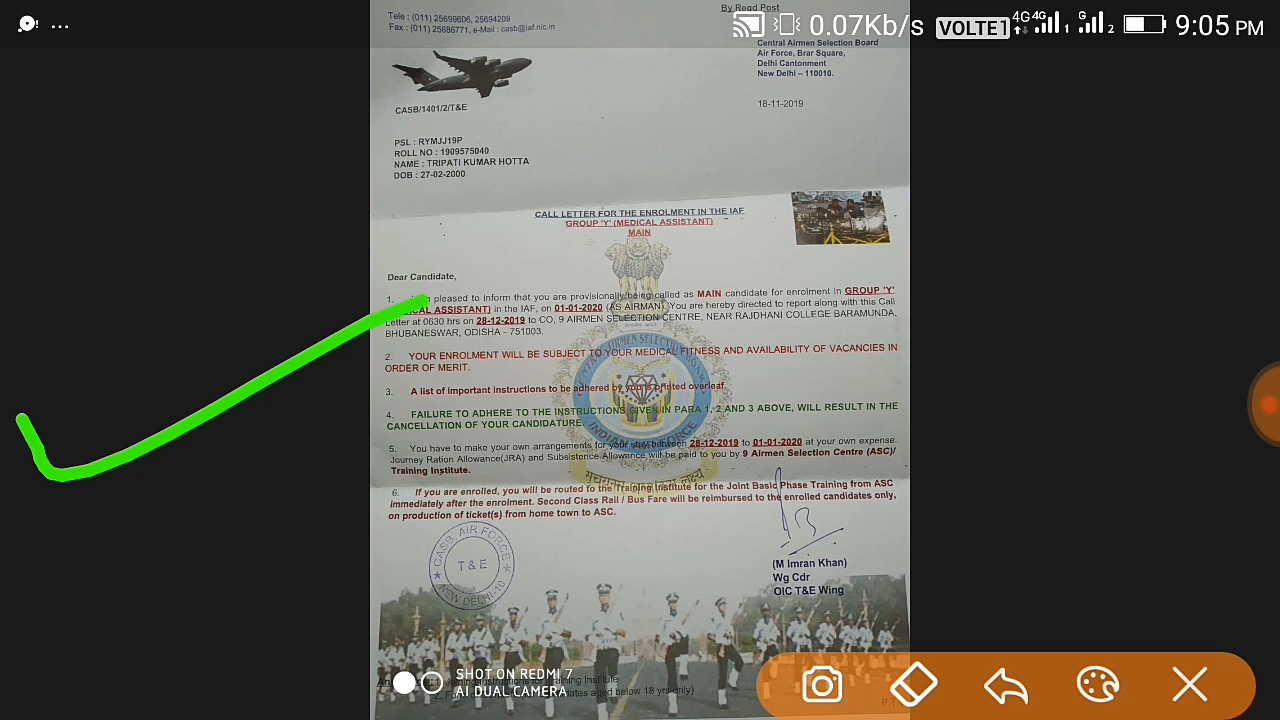 0.07Kb/s VOLTE1 4G 4G 1 G 2 9:05 PM
By Regd Post
Tele : (011) 25699606, 25694209
Fax : (011) 25686771, e-Mail : casb@iaf.nic.in
Central Airmen Selection Board
Air Force, Brar Square,
Delhi Cantonment
New Delhi – 110010.
CASB/1401/2/T&E
18-11-2019
PSL : RYMJJ19P
ROLL NO : 1909575040
NAME : TRIPATI KUMAR HOTTA
DOB : 27-02-2000
CALL LETTER FOR THE ENROLMENT IN THE IAF
GROUP 'Y' (MEDICAL ASSISTANT)
MAIN
Dear Candidate,
1. pleased to inform that you are provisionally being called as MAIN candidate for enrolment in GROUP 'Y'
ASSISTANT) in the IAF, on 01-01-2020 (AS AIRMAN). You are hereby directed to report along with this Call
Letter at 0630 hrs on 28-12-2019 to CO, 9 AIRMEN SELECTION CENTRE, NEAR RAJDHANI COLLEGE BARAMUNDA,
BHUBANESWAR, ODISHA - 751003.
2. YOUR ENROLMENT WILL BE SUBJECT TO YOUR MEDICAL FITNESS AND AVAILABILITY OF VACANCIES IN
ORDER OF MERIT.
3. A list of important instructions to be adhered by you is printed overleaf.
4. FAILURE TO ADHERE TO THE INSTRUCTIONS GIVEN IN PARA 1, 2 AND 3 ABOVE, WILL RESULT IN THE
CANCELLATION OF YOUR CANDIDATURE.
5. You have to make your own arrangements for your stay between 28-12-2019 to 01-01-2020 at your own expense.
Journey Ration Allowance(JRA) and Subsistence Allowance will be paid to you by 9 Airmen Selection Centre (ASC)/
Training Institute.
6. If you are enrolled, you will be routed to the Training Institute for the Joint Basic Phase Training from ASC
immediately after the enrolment. Second Class Rail / Bus Fare will be reimbursed to the enrolled candidates only,
on production of ticket(s) from home town to ASC.
CASB, AIR FORCE
T & E
NEW DELHI-10
(M Imran Khan)
Wg Cdr
OIC T&E Wing
SHOT ON REDMI 7
AI DUAL CAMERA
1. Joining Instructions for Training Institute
2. aged below 18 yrs only)